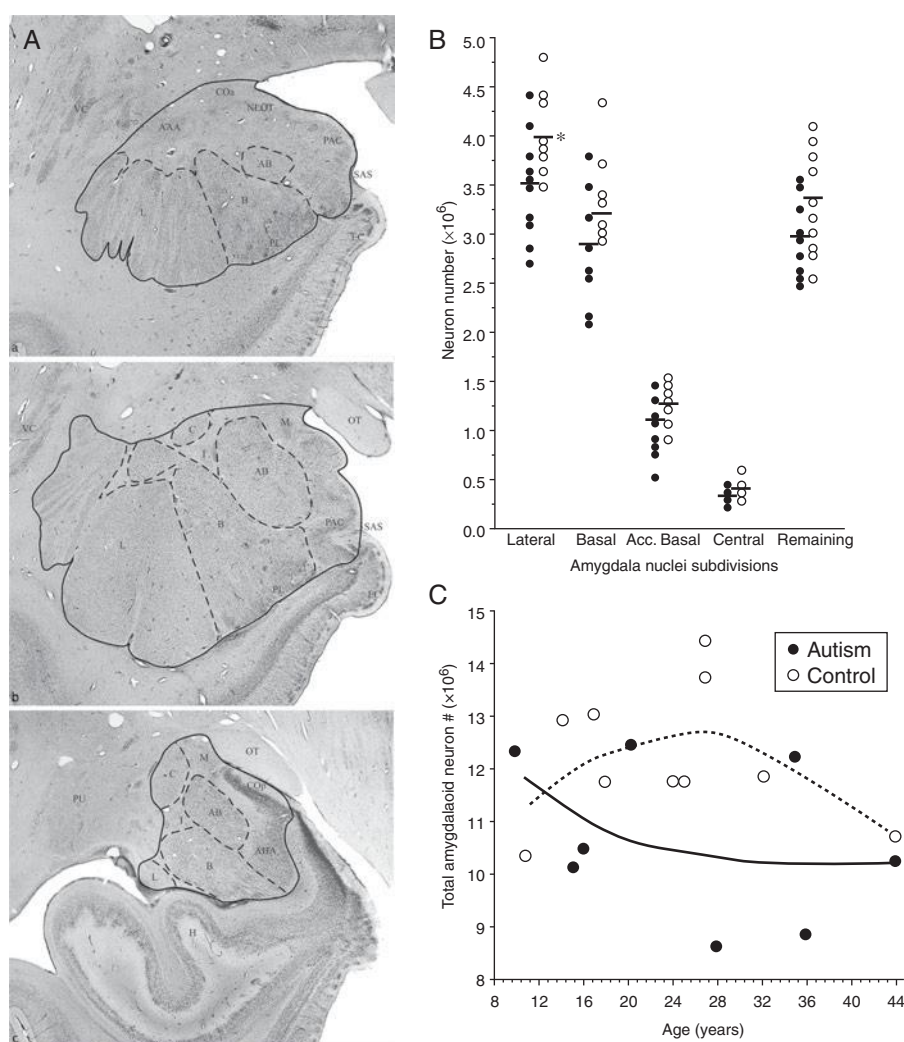 A
COa
VC
NLOT
AAA
PAC
AB
SAS
L
B
PL
EC
a
VC
C
M
OT
I
AB
L
B
PAC
SAS
PL
EC
b
M
OT
C
COp
PU
AB
AHA
B
L
H
c
B
Neuron number (×10⁶)
5.0
4.5
4.0
3.5
3.0
2.5
2.0
1.5
1.0
0.5
0.0
*
Lateral Basal Acc. Basal Central Remaining
Amygdala nuclei subdivisions
C
Total amygdalaoid neuron # (×10⁶)
15
14
13
12
11
10
9
8
Autism
Control
8 12 16 20 24 28 32 36 40 44
Age (years)